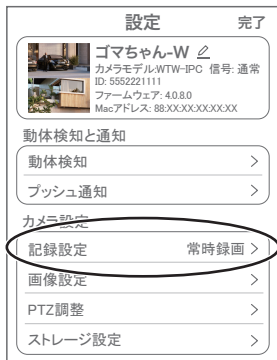 設定 完了
ゴマちゃん-W
カメラモデル:WTW-IPC 信号: 通常
ID: 5552221111
ファームウェア: 4.0.8.0
Macアドレス: 88:XX:XX:XX:XX:XX
動体検知と通知
動体検知 >
プッシュ通知 >
カメラ設定
記録設定 常時録画 >
画像設定 >
PTZ調整 >
ストレージ設定 >